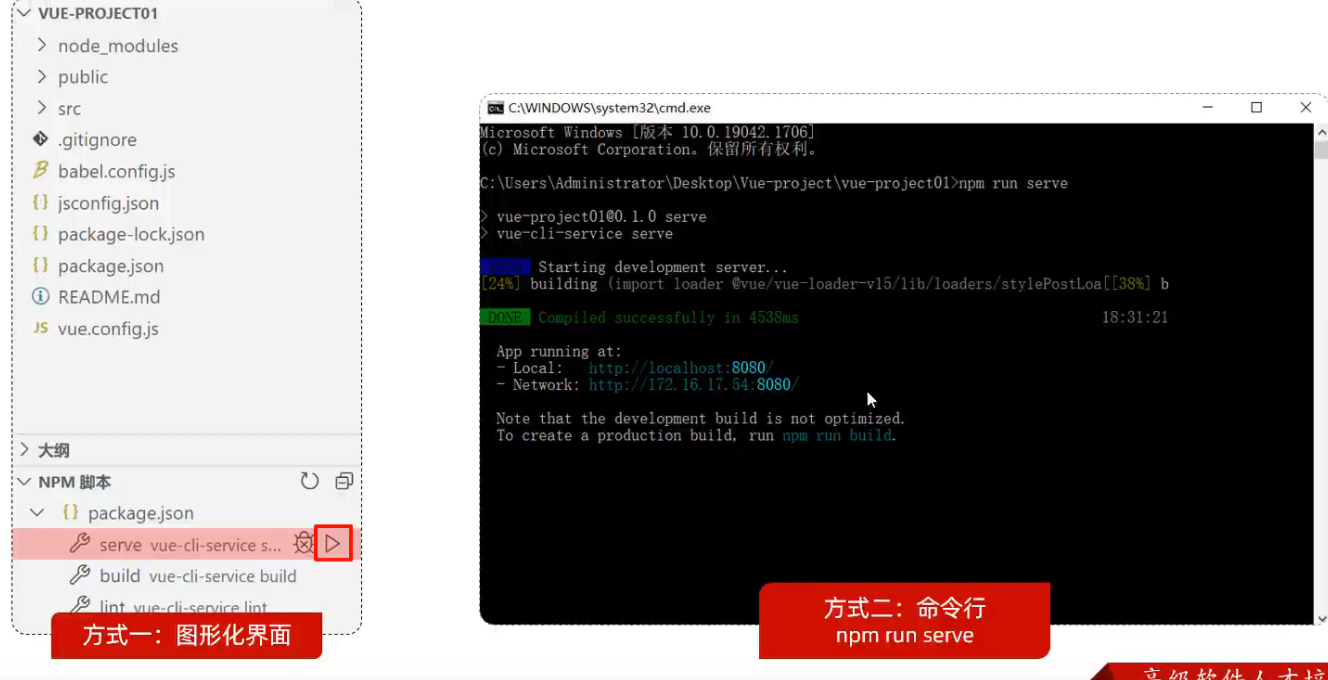 VUE-PROJECT01
node_modules
public
src
.gitignore
babel.config.js
jsconfig.json
package-lock.json
package.json
README.md
vue.config.js
大纲
NPM 脚本
package.json
serve vue-cli-service s...
build vue-cli-service build
lint vue-cli-service lint
方式一：图形化界面
C:\WINDOWS\system32\cmd.exe
Microsoft Windows [版本 10.0.19042.1706]
(c) Microsoft Corporation。保留所有权利。
C:\Users\Administrator\Desktop\Vue-project\vue-project01>npm run serve
> vue-project01@0.1.0 serve
> vue-cli-service serve
Starting development server...
[24%] building (import loader @vue/vue-loader-v15/lib/loaders/stylePostLoa[[38%] b
DONE Compiled successfully in 4538ms 18:31:21
App running at:
- Local: http://localhost:8080/
- Network: http://172.16.17.54:8080/
Note that the development build is not optimized.
To create a production build, run npm run build.
方式二：命令行
npm run serve
高级软件人才培